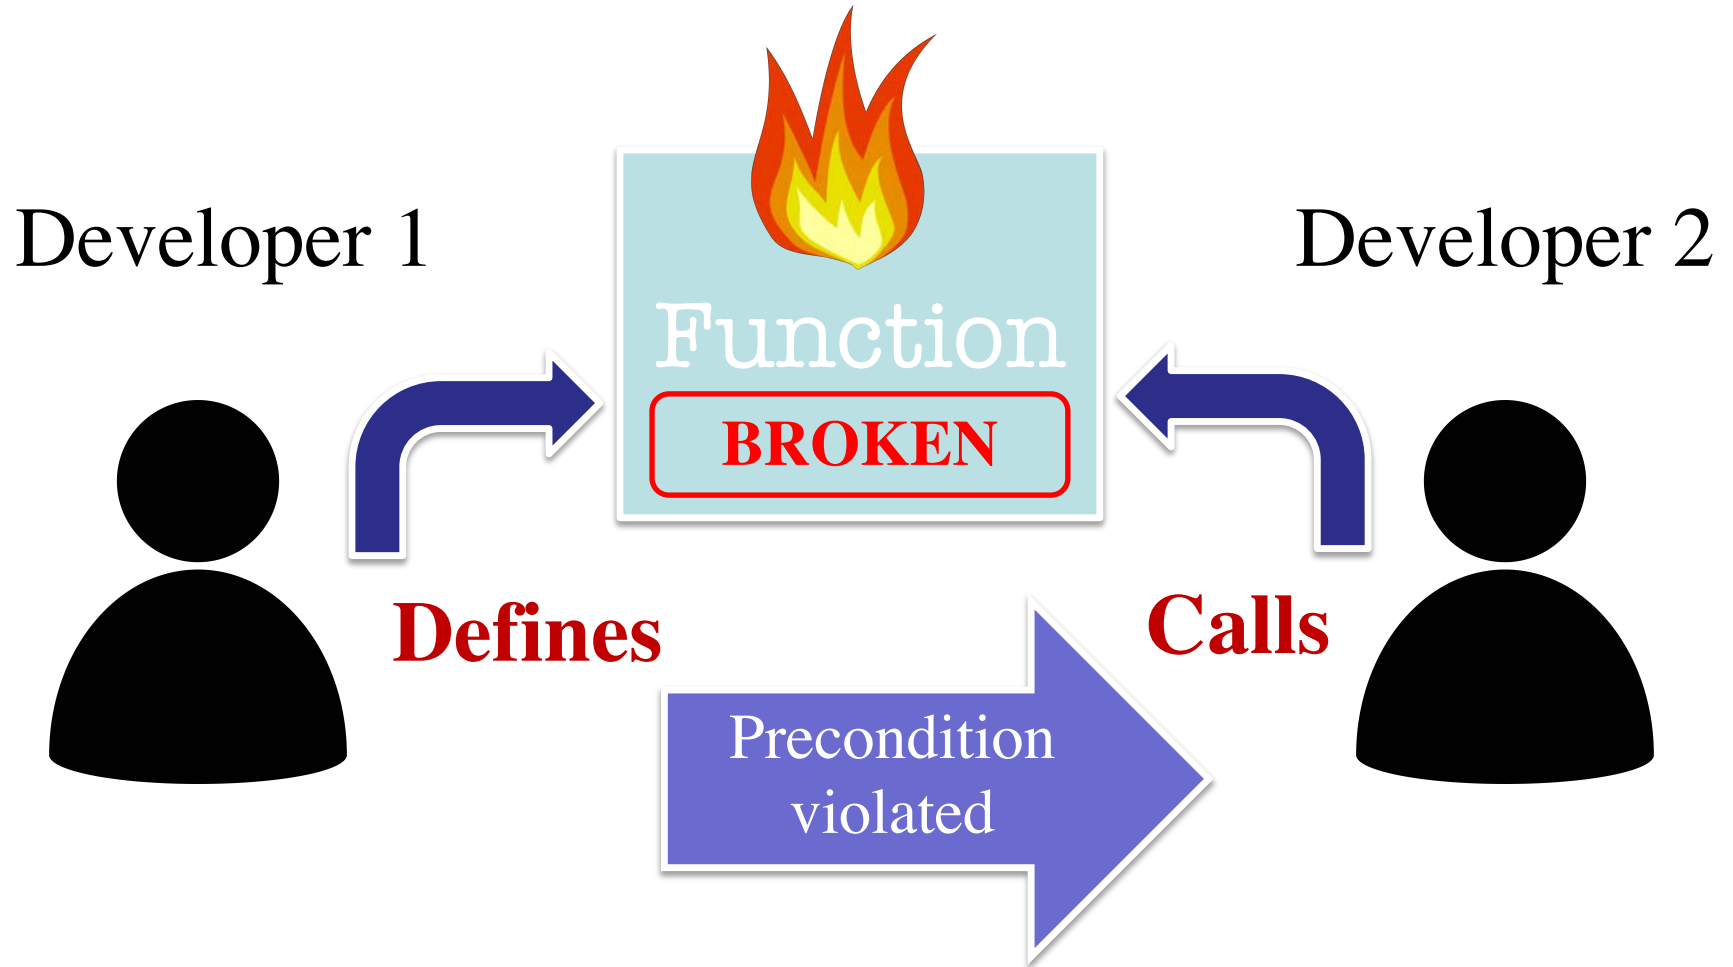 Developer 1
Developer 2
Function
BROKEN
Defines
Calls
Precondition
violated